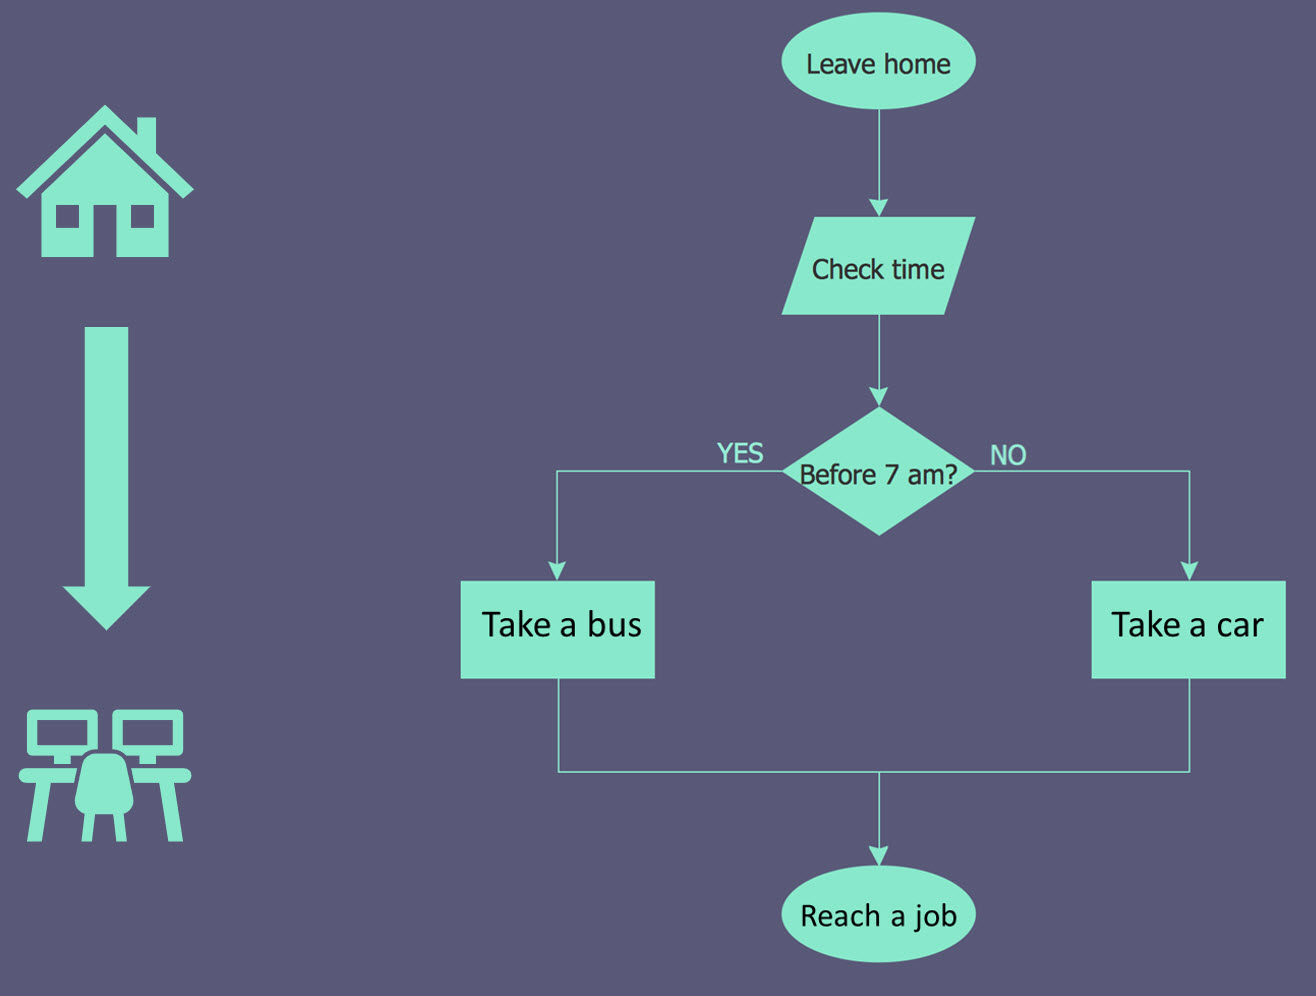 Leave home
Check time
YES
NO
Before 7 am?
Take a bus
Take a car
Reach a job